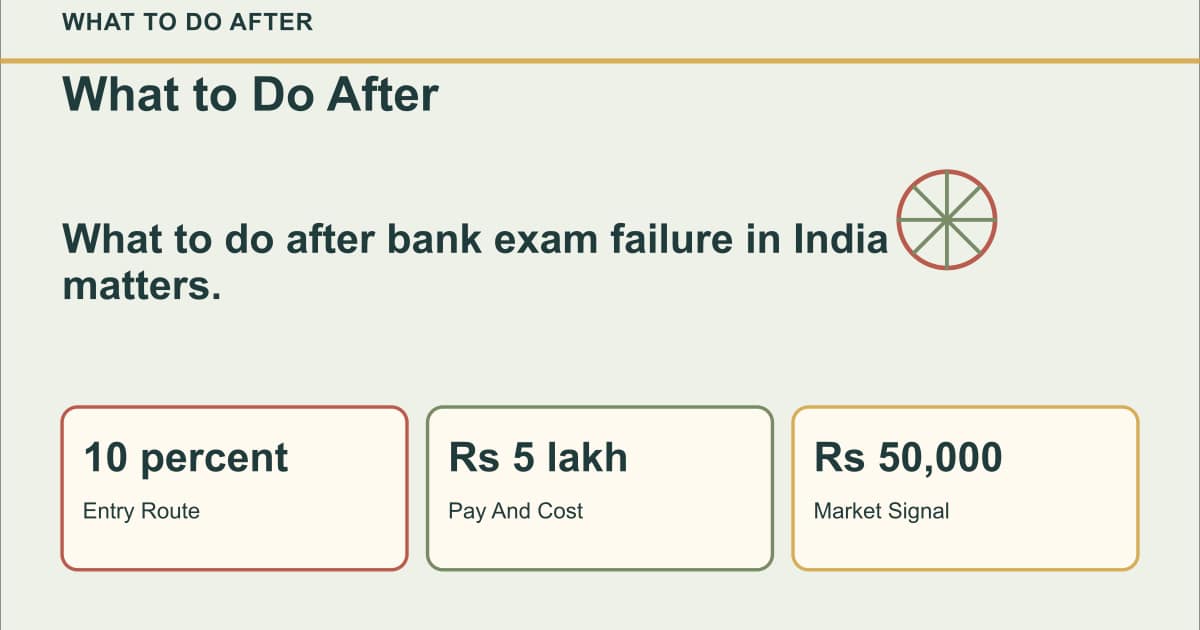 WHAT TO DO AFTER
What to Do After
What to do after bank exam failure in India
matters.
10 percent
Entry Route
Rs 5 lakh
Pay And Cost
Rs 50,000
Market Signal